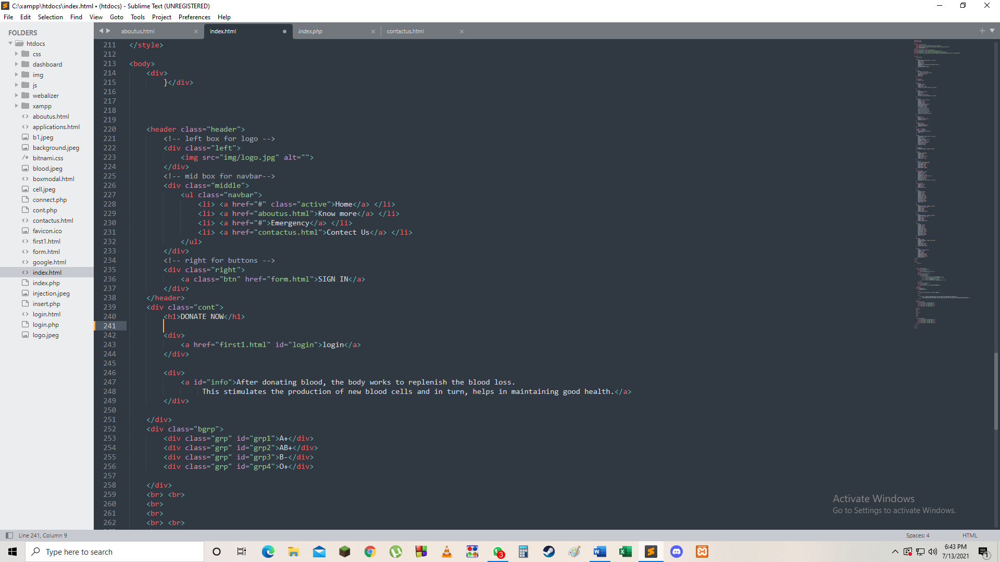 C:\xampp\htdocs\index.html • (htdocs) - Sublime Text (UNREGISTERED)
File Edit Selection Find View Goto Tools Project Preferences Help
FOLDERS
htdocs
css
dashboard
img
js
webalizer
xampp
aboutus.html
applications.html
b1.jpeg
background.jpeg
bitnami.css
blood.jpeg
boxmodal.html
cell.jpeg
connect.php
cont.php
contactus.html
favicon.ico
first1.html
form.html
google.html
index.html
index.php
injection.jpeg
insert.php
login.html
login.php
logo.jpeg
aboutus.html index.html index.php contactus.html
211 </style>
212
213 <body>
214 <div>
215 }</div>
216
217
218
219
220 <header class="header">
221 <!-- left box for logo -->
222 <div class="left">
223 <img src="img/logo.jpg" alt="">
224 </div>
225 <!-- mid box for navbar-->
226 <div class="middle">
227 <ul class="navbar">
228 <li> <a href="#" class="active">Home</a> </li>
229 <li> <a href="aboutus.html">Know more</a> </li>
230 <li> <a href="#">Emergency</a> </li>
231 <li> <a href="contactus.html">Contect Us</a> </li>
232 </ul>
233 </div>
234 <!-- right for buttons -->
235 <div class="right">
236 <a class="btn" href="form.html">SIGN IN</a>
237 </div>
238 </header>
239 <div class="cont">
240 <h1>DONATE NOW</h1>
241
242 <div>
243 <a href="first1.html" id="login">login</a>
244 </div>
245
246 <div>
247 <a id="info">After donating blood, the body works to replenish the blood loss.
248 This stimulates the production of new blood cells and in turn, helps in maintaining good health.</a>
249 </div>
250
251 </div>
252 <div class="bgrp">
253 <div class="grp" id="grp1">A+</div>
254 <div class="grp" id="grp2">AB+</div>
255 <div class="grp" id="grp3">B-</div>
256 <div class="grp" id="grp4">O+</div>
257
258 </div>
259 <br> <br>
260 <br>
261 <br>
262 <br> <br>
Activate Windows
Go to Settings to activate Windows.
Line 241, Column 9 Spaces: 4 HTML
Type here to search
3
6:43 PM
7/13/2021
1